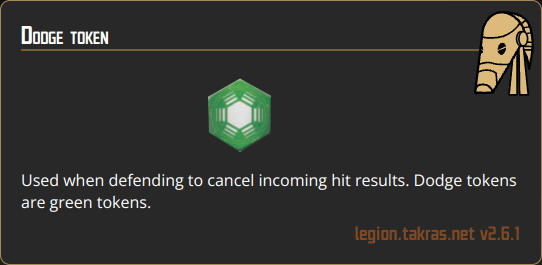 Dodge token
Used when defending to cancel incoming hit results. Dodge tokens
are green tokens.
legion.takras.net v2.6.1